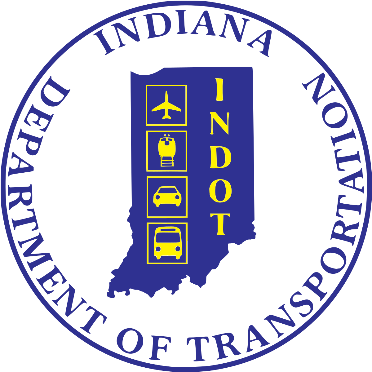 INDIANA
DEPARTMENT OF TRANSPORTATION
INDOT